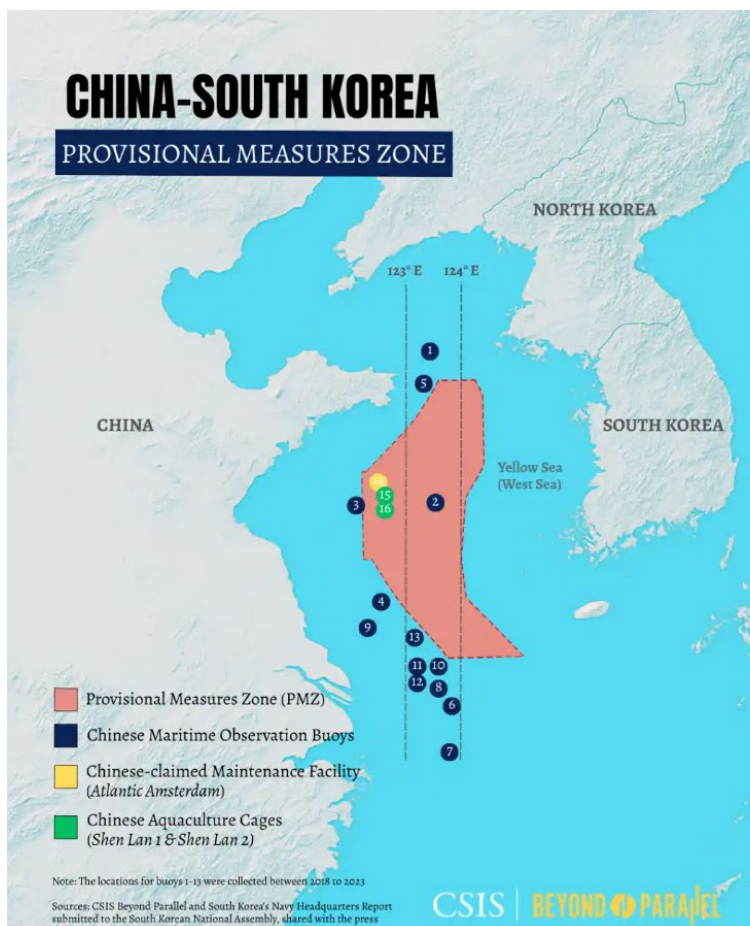 CHINA-SOUTH KOREA
PROVISIONAL MEASURES ZONE
NORTH KOREA
123° E
124° E
1
5
CHINA
SOUTH KOREA
Yellow Sea
(West Sea)
14
15
3
2
16
4
9
13
11
10
12
8
6
7
Provisional Measures Zone (PMZ)
Chinese Maritime Observation Buoys
Chinese-claimed Maintenance Facility
(Atlantic Amsterdam)
Chinese Aquaculture Cages
(Shen Lan 1 & Shen Lan 2)
Note: The locations for buoys 1-13 were collected between 2018 to 2023
Sources: CSIS Beyond Parallel and South Korea's Navy Headquarters Report
submitted to the South Korean National Assembly, shared with the press
CSIS | BEYOND PARALLEL